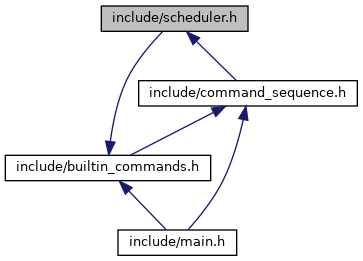 include/scheduler.h
include/command_sequence.h
include/builtin_commands.h
include/main.h